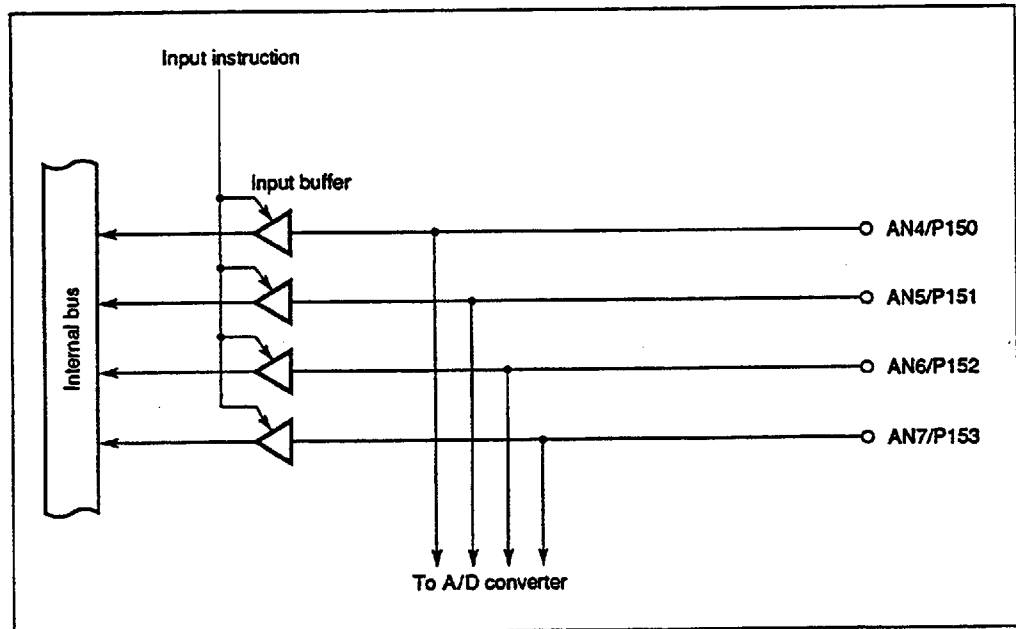 Input instruction
Input buffer
Internal bus
AN4/P150
AN5/P151
AN6/P152
AN7/P153
To A/D converter